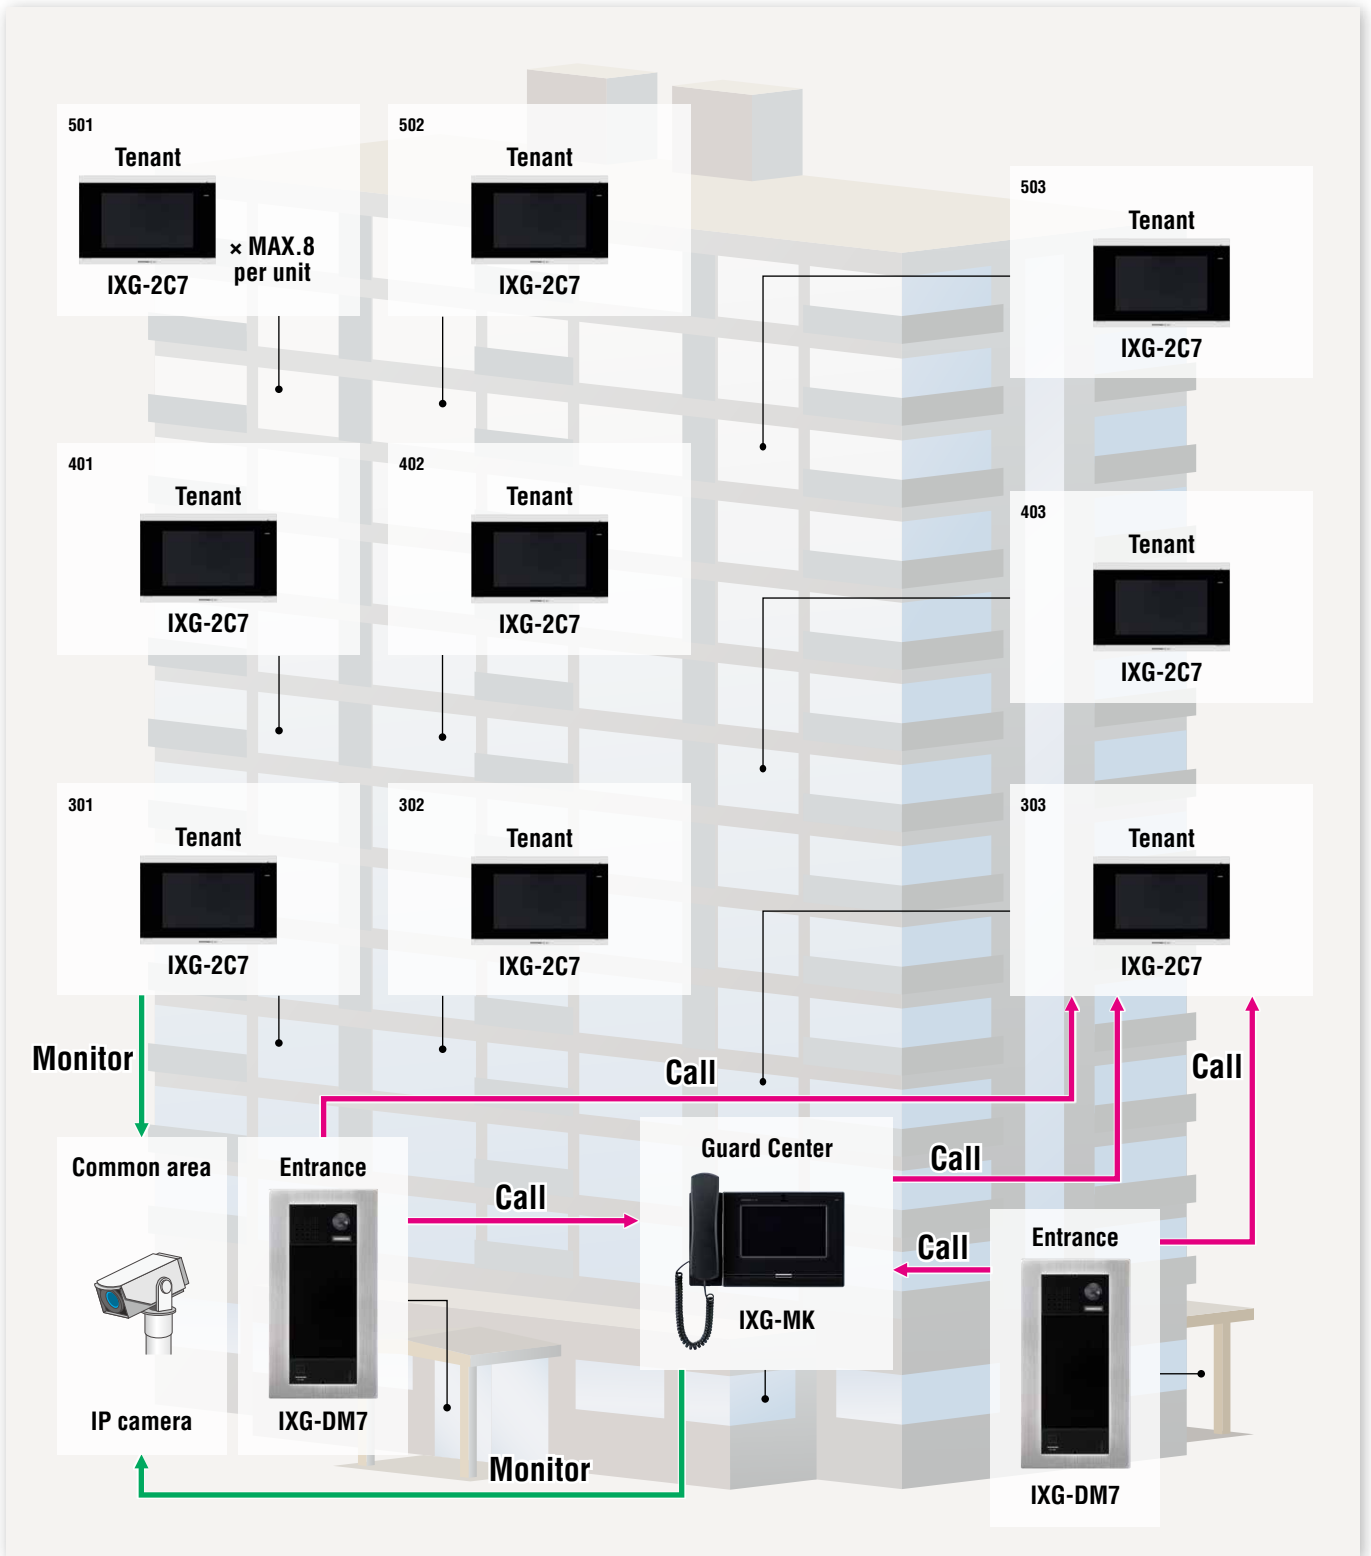 501
Tenant
× MAX.8
per unit
IXG-2C7
502
Tenant
IXG-2C7
503
Tenant
IXG-2C7
401
Tenant
IXG-2C7
402
Tenant
IXG-2C7
403
Tenant
IXG-2C7
301
Tenant
IXG-2C7
302
Tenant
IXG-2C7
303
Tenant
IXG-2C7
Monitor
Call
Call
Common area
IP camera
Entrance
IXG-DM7
Call
Guard Center
IXG-MK
Call
Call
Entrance
IXG-DM7
Monitor